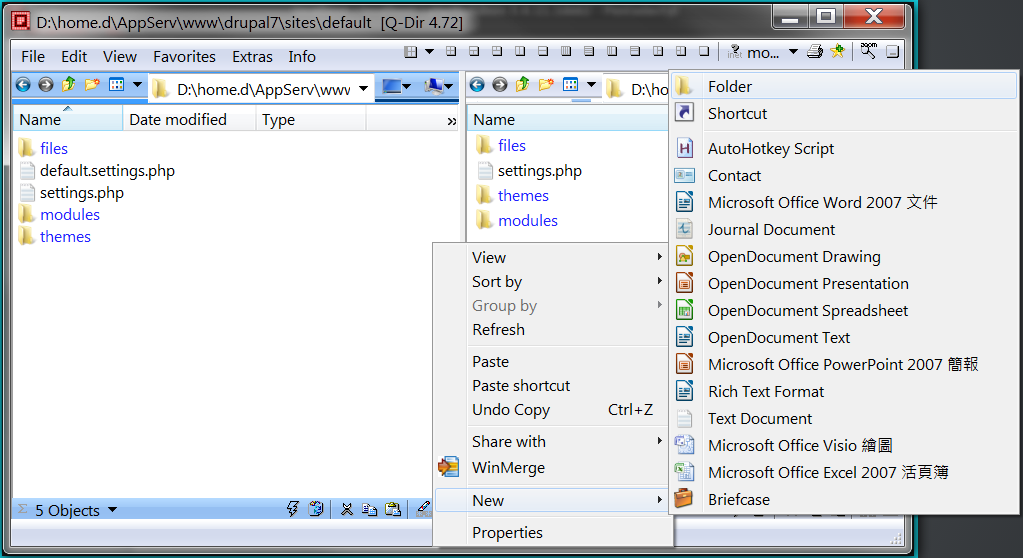 D:\home.d\AppServ\www\drupal7\sites\default [Q-Dir 4.72]
File Edit View Favorites Folders Extras Info
mo...
D:\home.d\AppServ\www
Name Date modified Type »
files
default.settings.php
settings.php
modules
themes
5 Objects
D:\ho
Name
files
settings.php
themes
modules
View
Sort by
Group by
Refresh
Paste
Paste shortcut
Undo Copy Ctrl+Z
Share with
WinMerge
New
Properties
Folder
Shortcut
AutoHotkey Script
Contact
Microsoft Office Word 2007 文件
Journal Document
OpenDocument Drawing
OpenDocument Presentation
OpenDocument Spreadsheet
OpenDocument Text
Microsoft Office PowerPoint 2007 簡報
Rich Text Format
Text Document
Microsoft Office Visio 繪圖
Microsoft Office Excel 2007 活頁簿
Briefcase